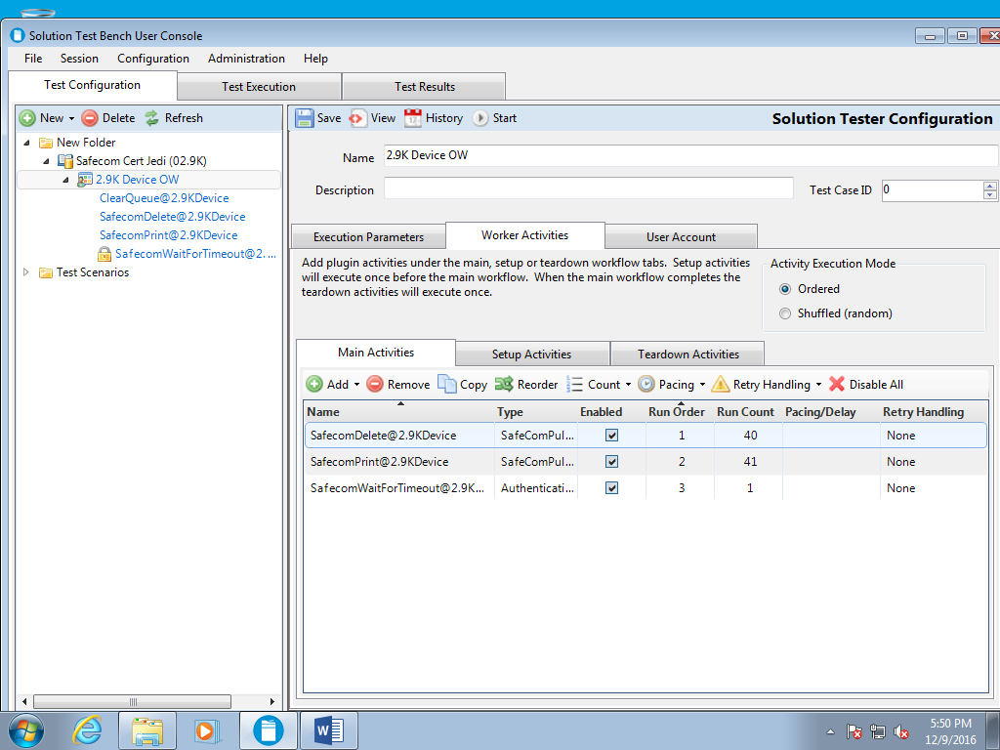 Solution Test Bench User Console
File Session Configuration Administration Help
Test Configuration Test Execution Test Results
New Delete Refresh
Save View History Start Solution Tester Configuration
New Folder
Safecom Cert Jedi (02.9K)
2.9K Device OW
ClearQueue@2.9KDevice
SafecomDelete@2.9KDevice
SafecomPrint@2.9KDevice
SafecomWaitForTimeout@2. ...
Test Scenarios
Name 2.9K Device OW
Description Test Case ID 0
Execution Parameters Worker Activities User Account
Add plugin activities under the main, setup or teardown workflow tabs. Setup activities
will execute once before the main workflow. When the main workflow completes the
teardown activities will execute once.
Activity Execution Mode
Ordered
Shuffled (random)
Main Activities Setup Activities Teardown Activities
Add Remove Copy Reorder Count Pacing Retry Handling Disable All
Name Type Enabled Run Order Run Count Pacing/Delay Retry Handling
SafecomDelete@2.9KDevice SafeComPul... 1 40 None
SafecomPrint@2.9KDevice SafeComPul... 2 41 None
SafecomWaitForTimeout@2.9K... Authenticati... 3 1 None
5:50 PM
12/9/2016